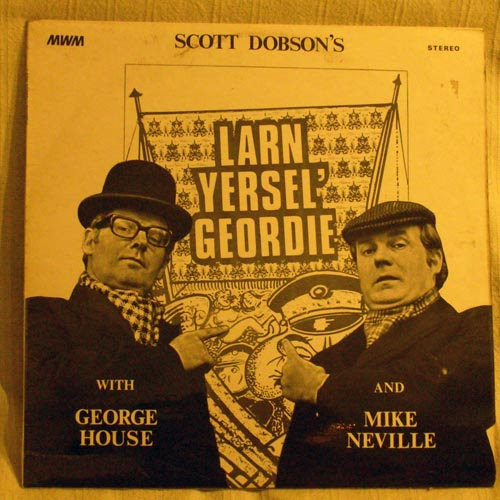 MWM
SCOTT DOBSON'S
STEREO
LARN
YERSEL'
GEORDIE
WITH
GEORGE
HOUSE
AND
MIKE
NEVILLE